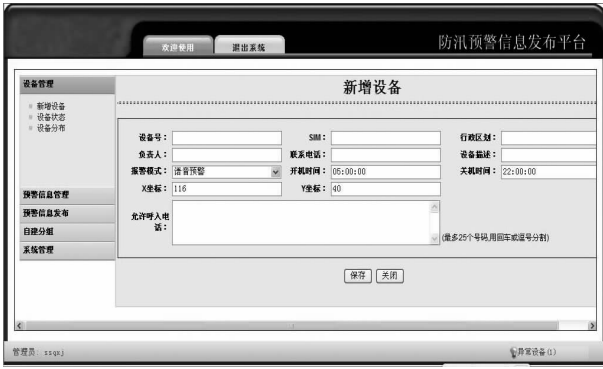 欢迎使用 退出系统 防汛预警信息发布平台
设备管理
新增设备
设备状态
设备分布
预警信息管理
预警信息发布
自建分组
系统管理
新增设备
设备号： SIM： 行政区划：
负责人： 联系电话： 设备描述：
报警模式： 语音预警 开机时间： 05:00:00 关机时间： 22:00:00
X坐标： 116 Y坐标： 40
允许呼入电
话：
(最多25个号码,用回车或逗号分割)
保存 关闭
管理员: ssqxj 异常设备(1)